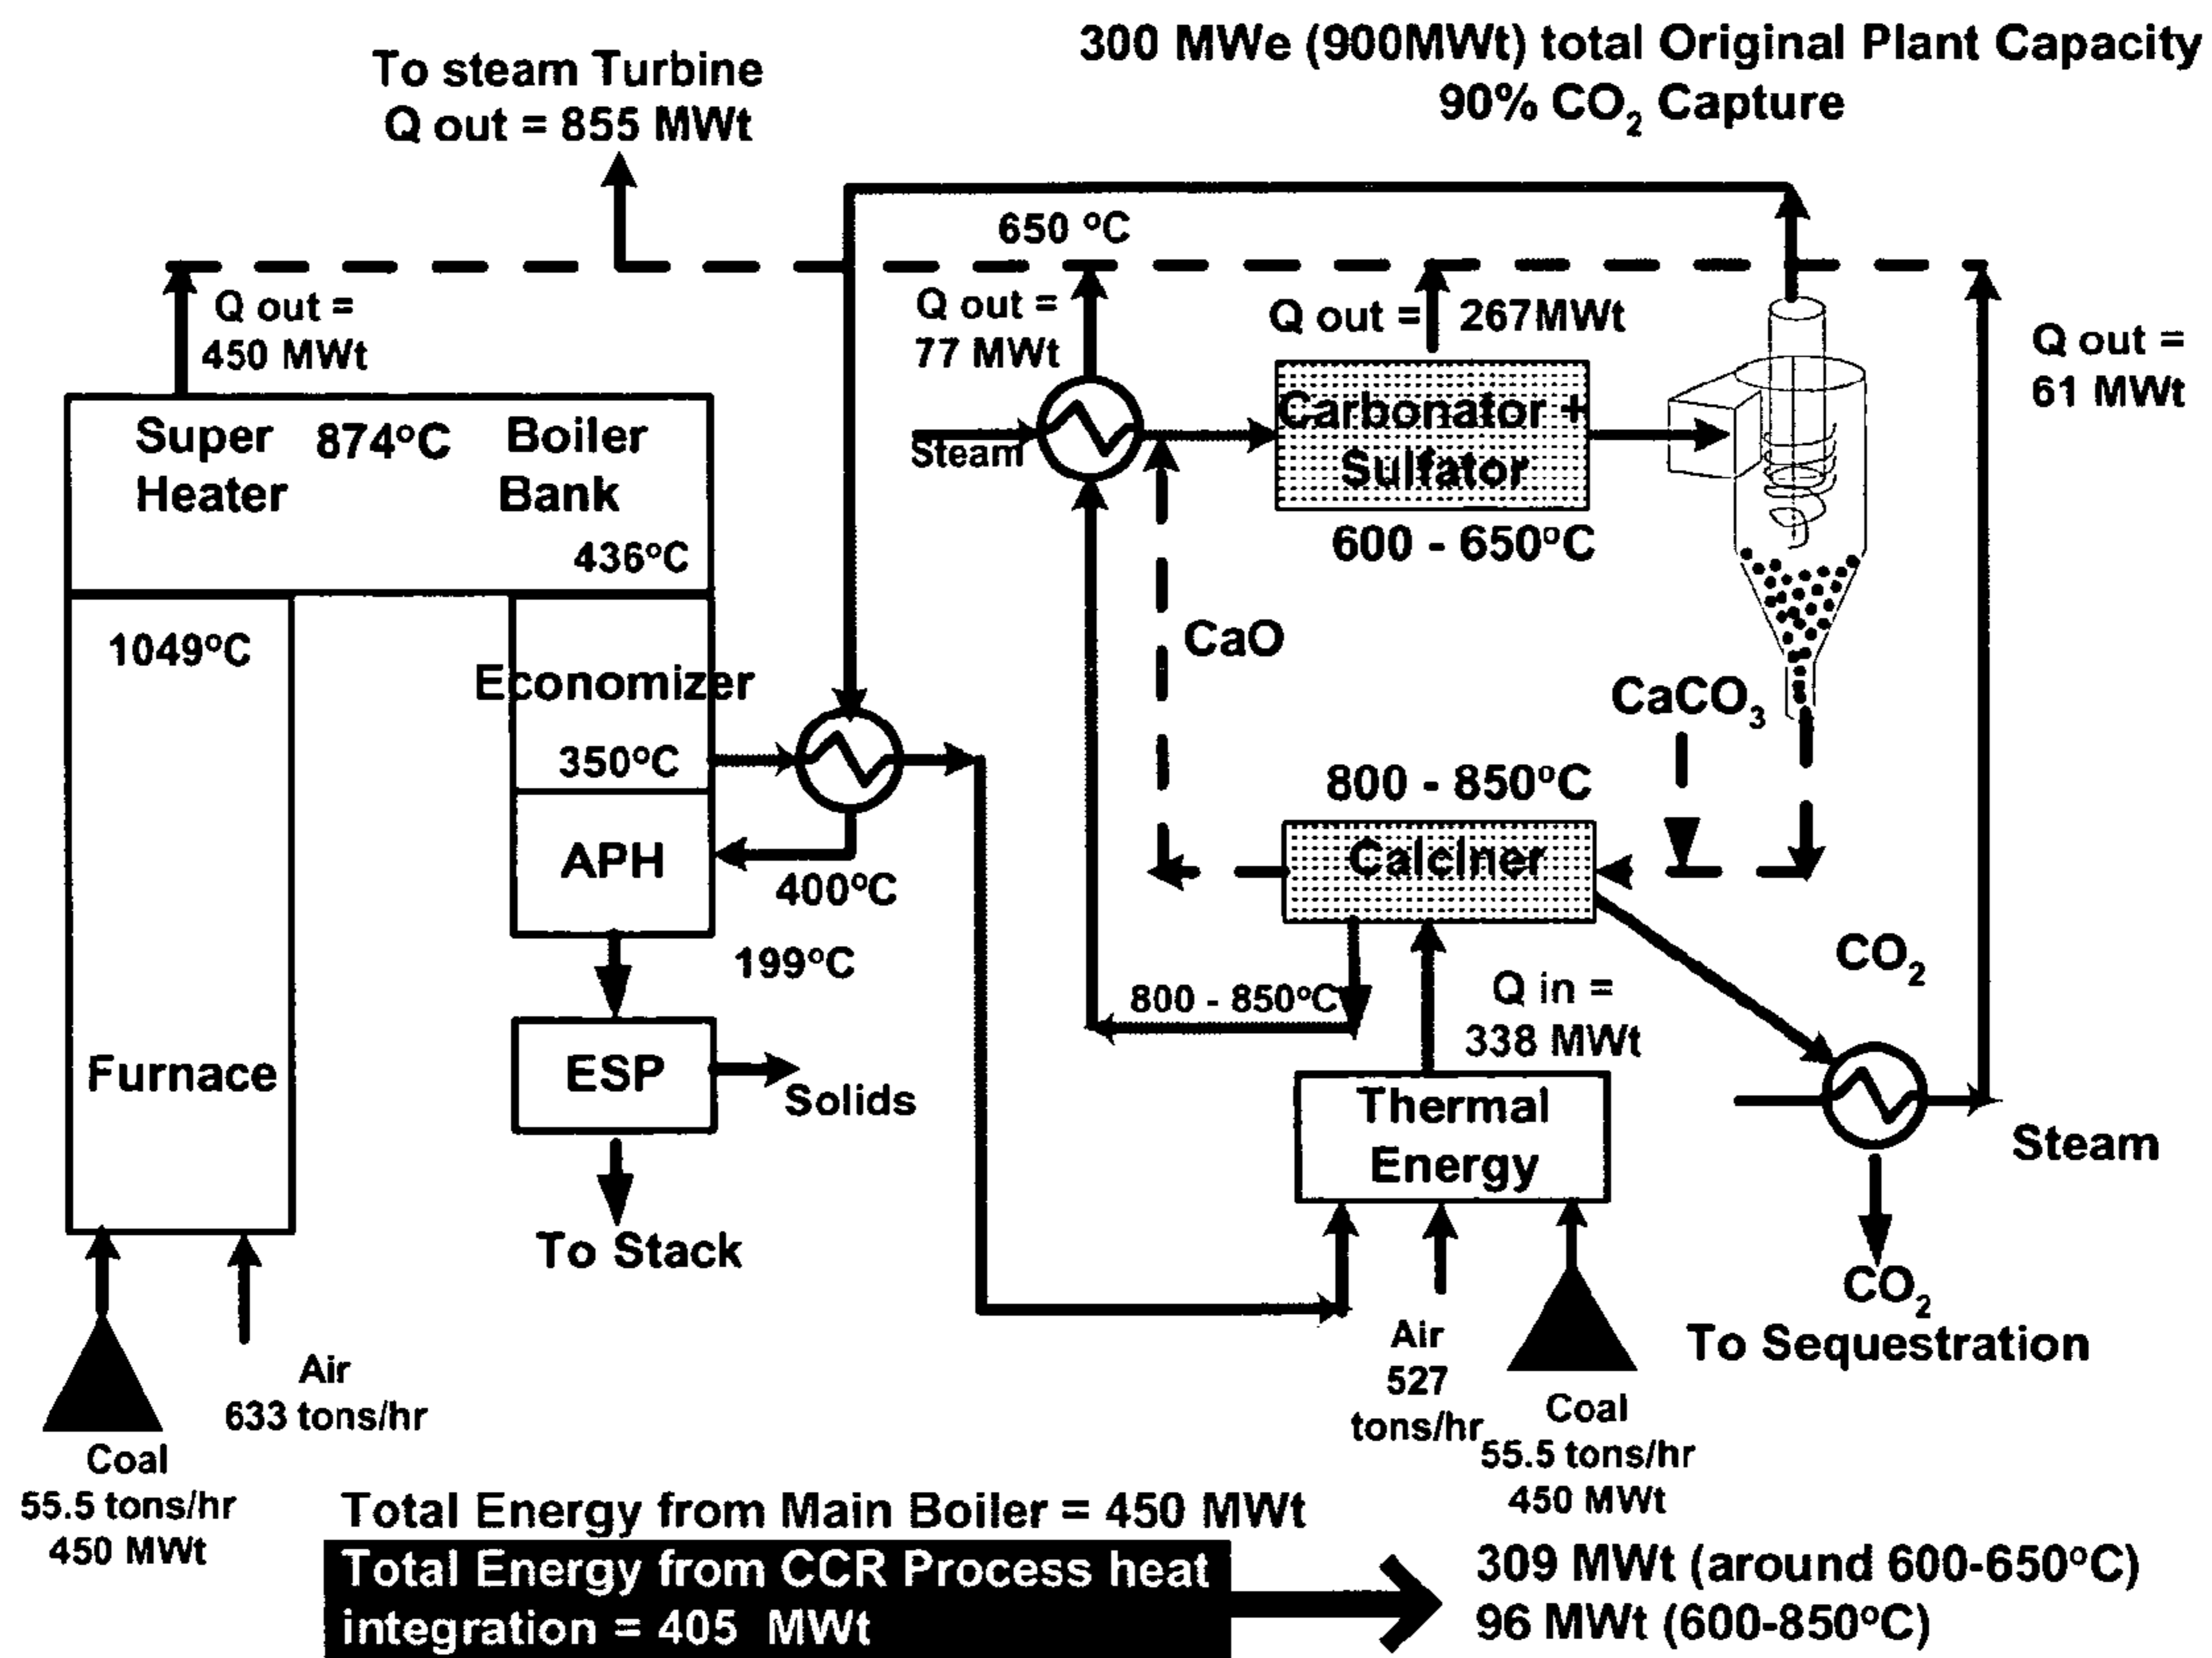 300 MWe (900MWt) total Original Plant Capacity
90% CO₂ Capture
To steam Turbine
Q out = 855 MWt
650 °C
Q out =
450 MWt
Q out =
77 MWt
Q out = 267MWt
Q out =
61 MWt
Super
Heater
874°C
Boiler
Bank
436°C
Steam
Carbonator +
Sulfator
600 - 650°C
1049°C
Economizer
350°C
CaO
CaCO₃
800 - 850°C
APH
400°C
Calciner
199°C
CO₂
800 - 850°C
Q in =
338 MWt
Furnace
ESP
Solids
Thermal
Energy
Steam
To Stack
CO₂
To Sequestration
Air
633 tons/hr
Air
527
tons/hr
Coal
55.5 tons/hr
450 MWt
Coal
55.5 tons/hr
450 MWt
Total Energy from Main Boiler = 450 MWt
Total Energy from CCR Process heat
integration = 405 MWt
309 MWt (around 600-650°C)
96 MWt (600-850°C)